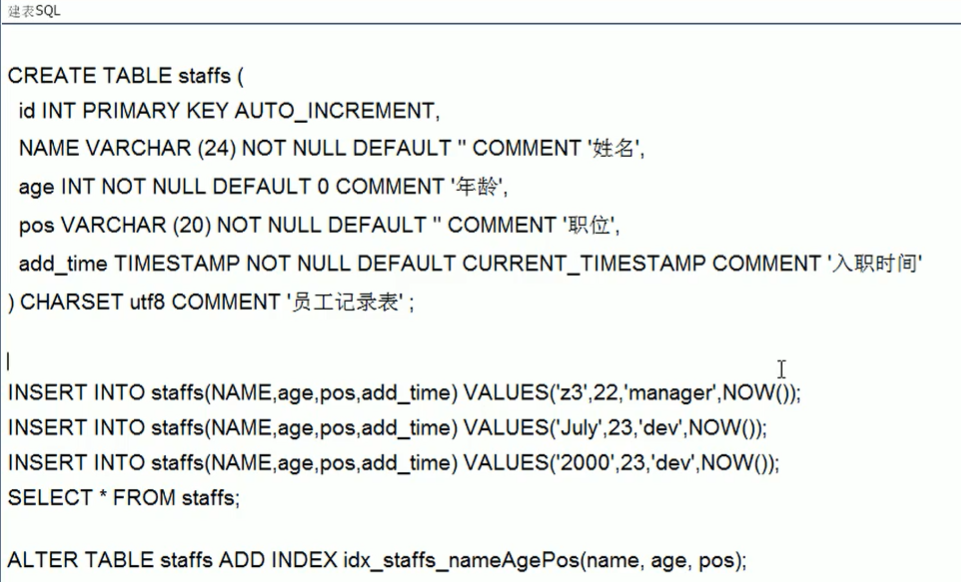 建表SQL
CREATE TABLE staffs (
id INT PRIMARY KEY AUTO_INCREMENT,
NAME VARCHAR (24) NOT NULL DEFAULT '' COMMENT '姓名',
age INT NOT NULL DEFAULT 0 COMMENT '年龄',
pos VARCHAR (20) NOT NULL DEFAULT '' COMMENT '职位',
add_time TIMESTAMP NOT NULL DEFAULT CURRENT_TIMESTAMP COMMENT '入职时间'
) CHARSET utf8 COMMENT '员工记录表' ;
INSERT INTO staffs(NAME,age,pos,add_time) VALUES('z3',22,'manager',NOW());
INSERT INTO staffs(NAME,age,pos,add_time) VALUES('July',23,'dev',NOW());
INSERT INTO staffs(NAME,age,pos,add_time) VALUES('2000',23,'dev',NOW());
SELECT * FROM staffs;
ALTER TABLE staffs ADD INDEX idx_staffs_nameAgePos(name, age, pos);